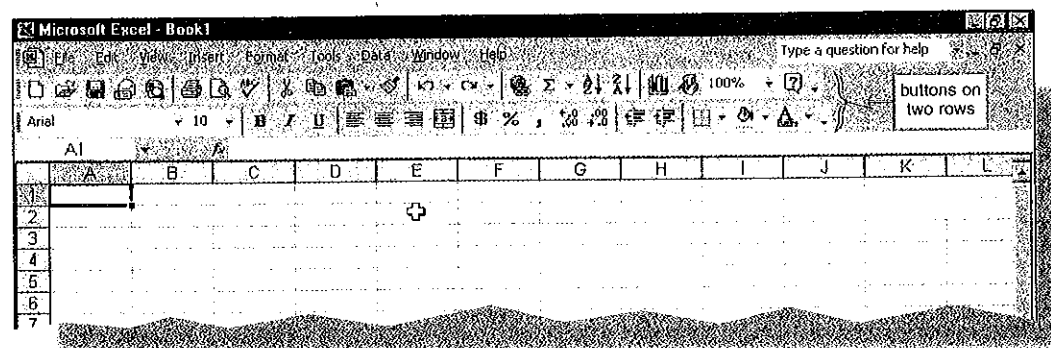 Microsoft Excel - Book1
File Edit View Insert Format Tools Data Window Help Type a question for help
100%
buttons on
two rows
Arial 10 B I U $ % ,
A1 fx
A B C D E F G H I J K L
1
2
3
4
5
6
7